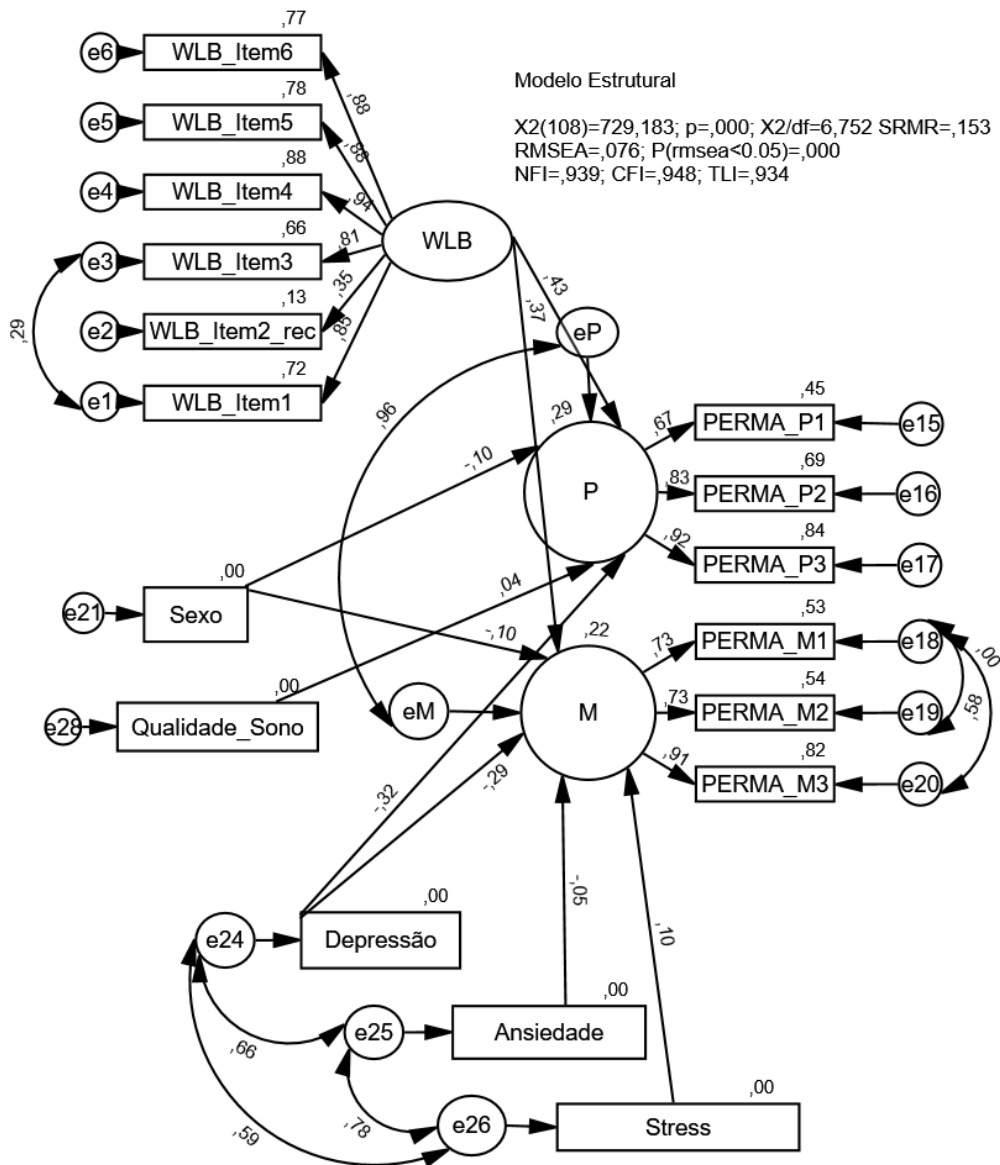 ,77
e6
WLB_Item6
,88
,78
e5
WLB_Item5
,88
,88
e4
WLB_Item4
,94
,66
e3
WLB_Item3
,81
,13
e2
WLB_Item2_rec
,35
,72
e1
WLB_Item1
,85
,29
WLB
Modelo Estrutural
X2(108)=729,183; p=,000; X2/df=6,752 SRMR=,153
RMSEA=,076; P(rmsea<0.05)=,000
NFI=,939; CFI=,948; TLI=,934
,43
,37
eP
,96
,29
P
,67
,45
PERMA_P1
e15
,83
,69
PERMA_P2
e16
,92
,84
PERMA_P3
e17
-,10
,00
e21
Sexo
,04
-,10
,00
e28
Qualidade_Sono
eM
,22
M
,73
,53
PERMA_M1
e18
,73
,54
PERMA_M2
e19
,91
,82
PERMA_M3
e20
,00
,58
-,32
-,29
-,05
,10
,00
e24
Depressão
,00
e25
Ansiedade
,66
,00
e26
Stress
,78
,59